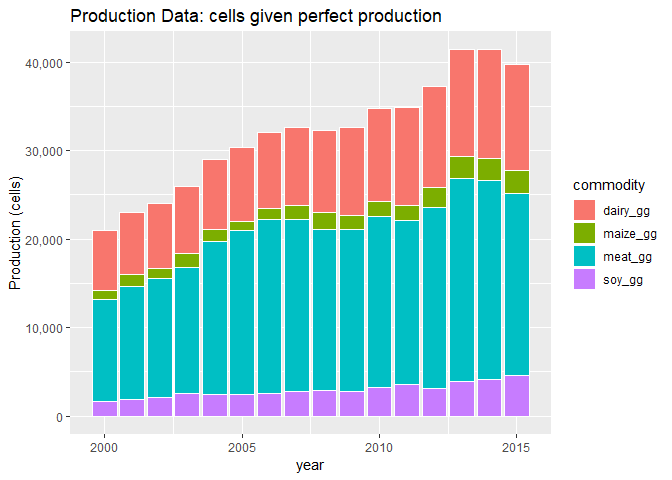 Production Data: cells given perfect production
Production (cells)
40,000
30,000
20,000
10,000
0
2000
2005
2010
2015
year
commodity
dairy_gg
maize_gg
meat_gg
soy_gg